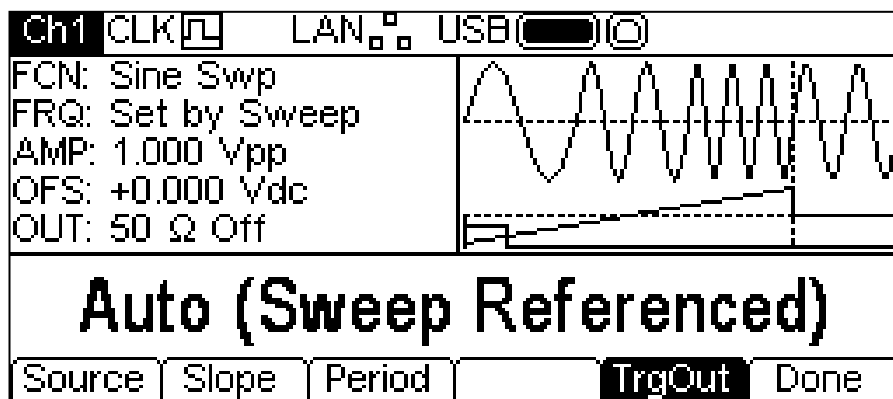 Ch1 CLK LAN USB
FCN: Sine Swp
FRQ: Set by Sweep
AMP: 1.000 Vpp
OFS: +0.000 Vdc
OUT: 50 Ω Off
Auto (Sweep Referenced)
Source Slope Period TrgOut Done